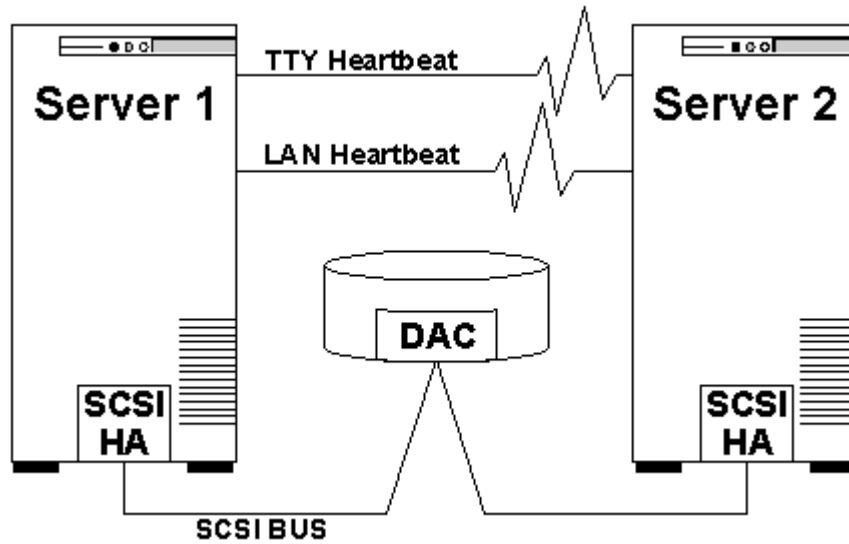 TTY Heartbeat
Server 1
Server 2
LAN Heartbeat
DAC
SCSI
HA
SCSI
HA
SCSI BUS